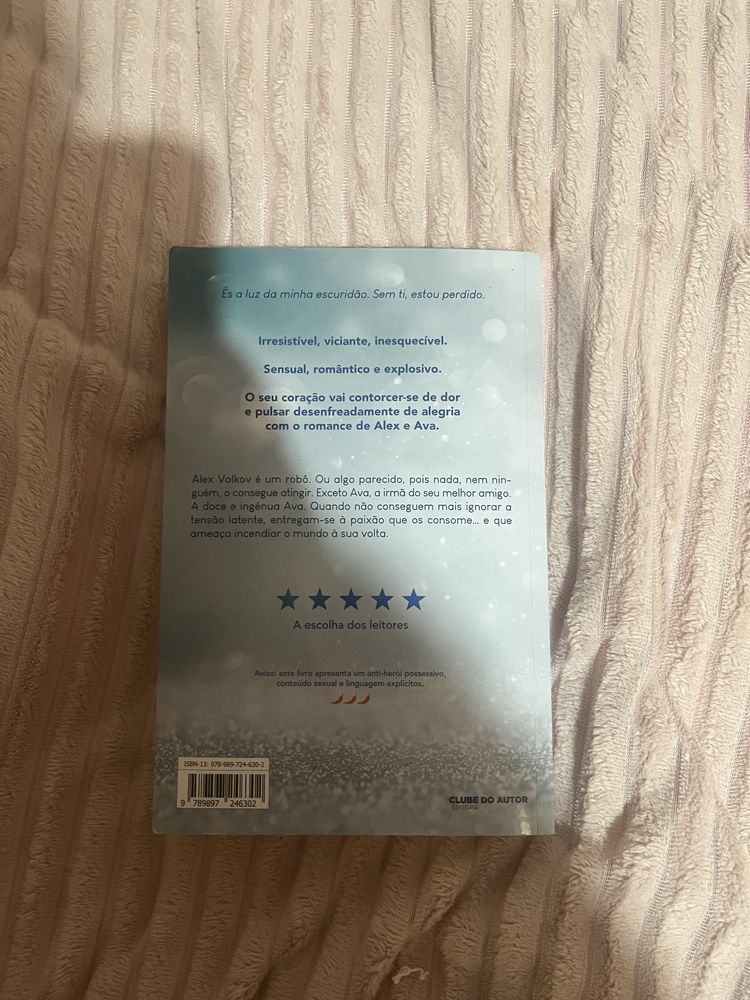 És a luz da minha escuridão. Sem ti, estou perdido.
Irresistível, viciante, inesquecível.
Sensual, romântico e explosivo.
O seu coração vai contorcer-se de dor
e pulsar desenfreadamente de alegria
com o romance de Alex e Ava.
Alex Volkov é um robô. Ou algo parecido, pois nada, nem nin-
guém, o consegue atingir. Exceto Ava, a irmã do seu melhor amigo.
A doce e ingénua Ava. Quando não conseguem mais ignorar a
tensão latente, entregam-se à paixão que os consome... e que
ameaça incendiar o mundo à sua volta.
A escolha dos leitores
Aviso: este livro apresenta um anti-herói possessivo,
conteúdo sexual e linguagem explícitos.
ISBN-13: 978-989-724-630-2
9 789897 246302
CLUBE DO AUTOR
EDITORA